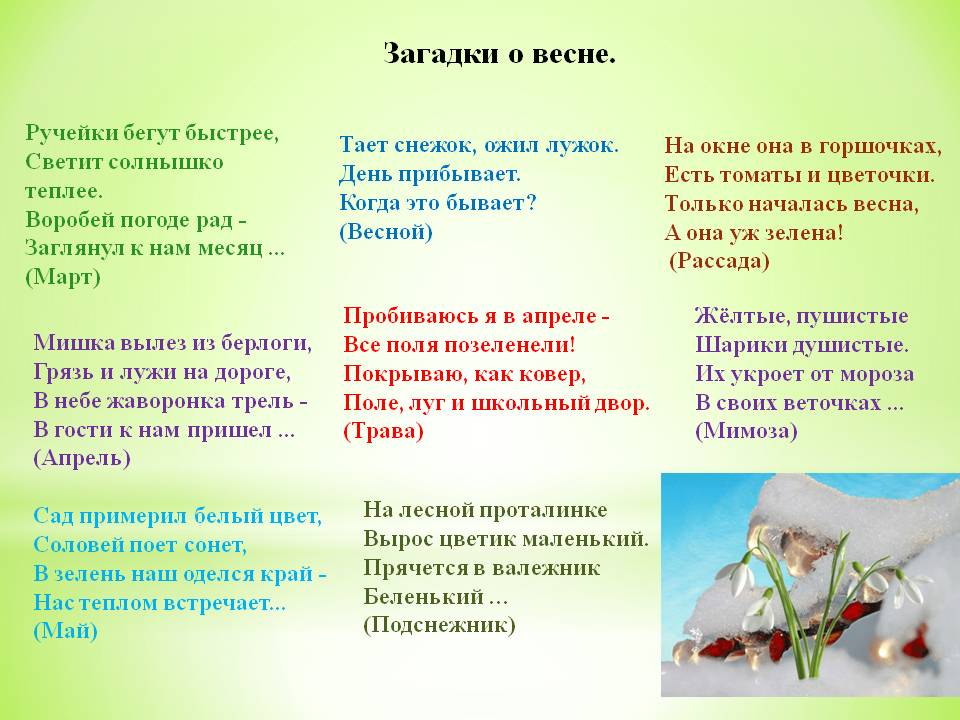 Загадки о весне.
Ручейки бегут быстрее,
Светит солнышко
теплее.
Воробей погоде рад -
Заглянул к нам месяц ...
(Март)
Тает снежок, ожил лужок.
День прибывает.
Когда это бывает?
(Весной)
На окне она в горшочках,
Есть томаты и цветочки.
Только началась весна,
А она уж зелена!
(Рассада)
Мишка вылез из берлоги,
Грязь и лужи на дороге,
В небе жаворонка трель -
В гости к нам пришел ...
(Апрель)
Пробиваюсь я в апреле -
Все поля позеленели!
Покрываю, как ковер,
Поле, луг и школьный двор.
(Трава)
Жёлтые, пушистые
Шарики душистые.
Их укроет от мороза
В своих веточках ...
(Мимоза)
Сад примерил белый цвет,
Соловей поет сонет,
В зелень наш оделся край -
Нас теплом встречает...
(Май)
На лесной проталинке
Вырос цветик маленький.
Прячется в валежник
Беленький ...
(Подснежник)